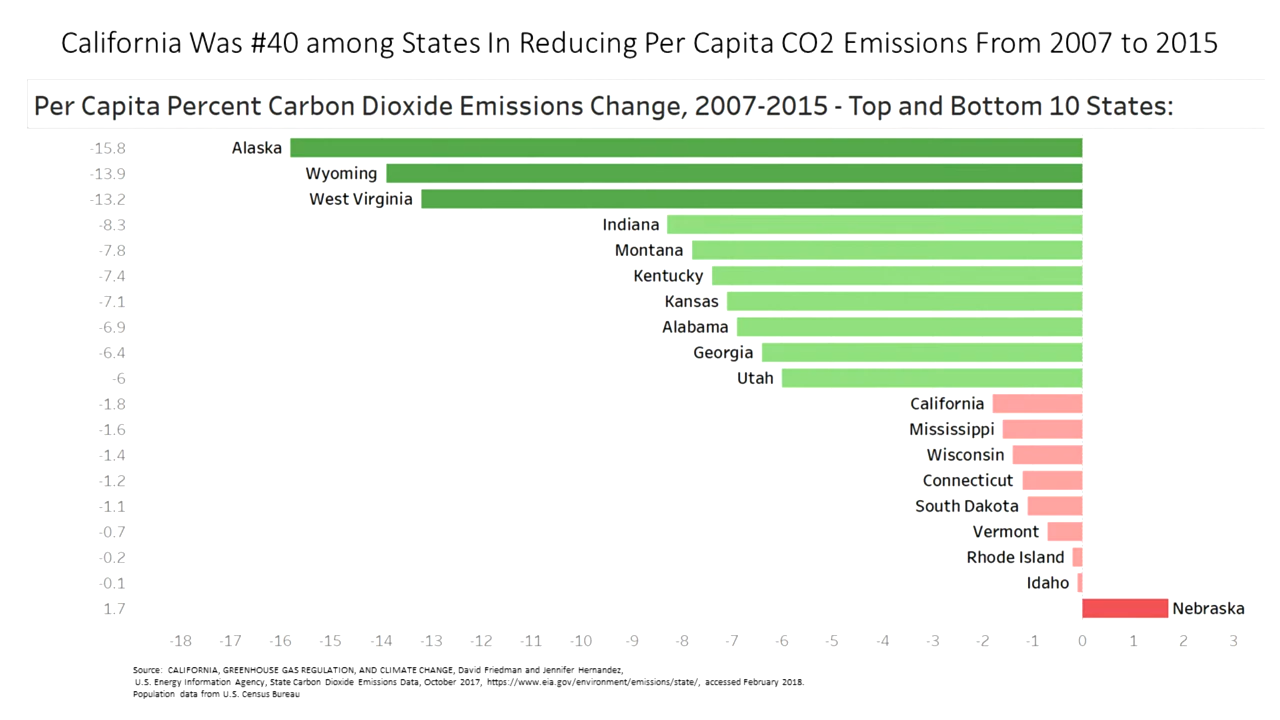 California Was #40 among States In Reducing Per Capita CO2 Emissions From 2007 to 2015
Per Capita Percent Carbon Dioxide Emissions Change, 2007-2015 - Top and Bottom 10 States:
-15.8 Alaska
-13.9 Wyoming
-13.2 West Virginia
-8.3 Indiana
-7.8 Montana
-7.4 Kentucky
-7.1 Kansas
-6.9 Alabama
-6.4 Georgia
-6 Utah
-1.8 California
-1.6 Mississippi
-1.4 Wisconsin
-1.2 Connecticut
-1.1 South Dakota
-0.7 Vermont
-0.2 Rhode Island
-0.1 Idaho
1.7 Nebraska
-18 -17 -16 -15 -14 -13 -12 -11 -10 -9 -8 -7 -6 -5 -4 -3 -2 -1 0 1 2 3
Source: CALIFORNIA, GREENHOUSE GAS REGULATION, AND CLIMATE CHANGE, David Friedman and Jennifer Hernandez,
U.S. Energy Information Agency, State Carbon Dioxide Emissions Data, October 2017, https://www.eia.gov/environment/emissions/state/, accessed February 2018.
Population data from U.S. Census Bureau